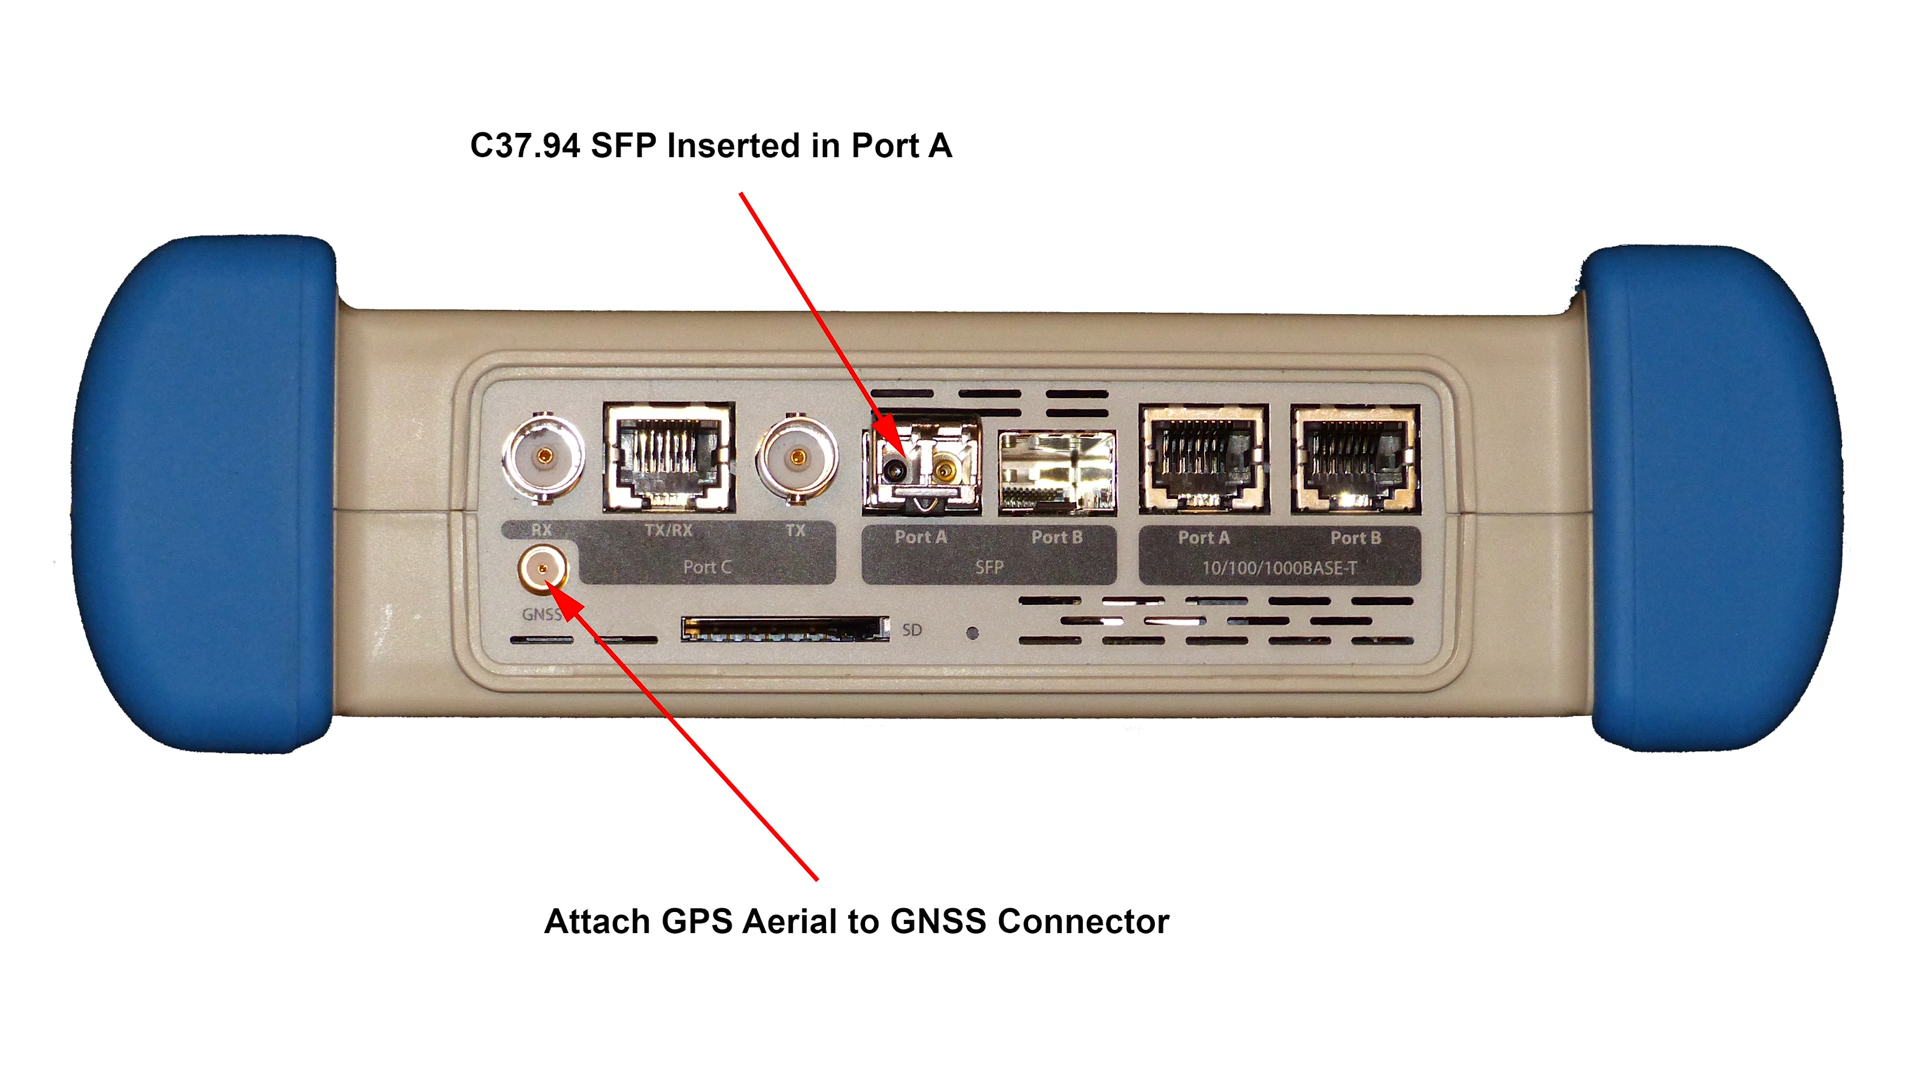 C37.94 SFP Inserted in Port A
RX TX/RX TX
Port C
Port A Port B
SFP
Port A Port B
10/100/1000BASE-T
GNSS
SD
Attach GPS Aerial to GNSS Connector